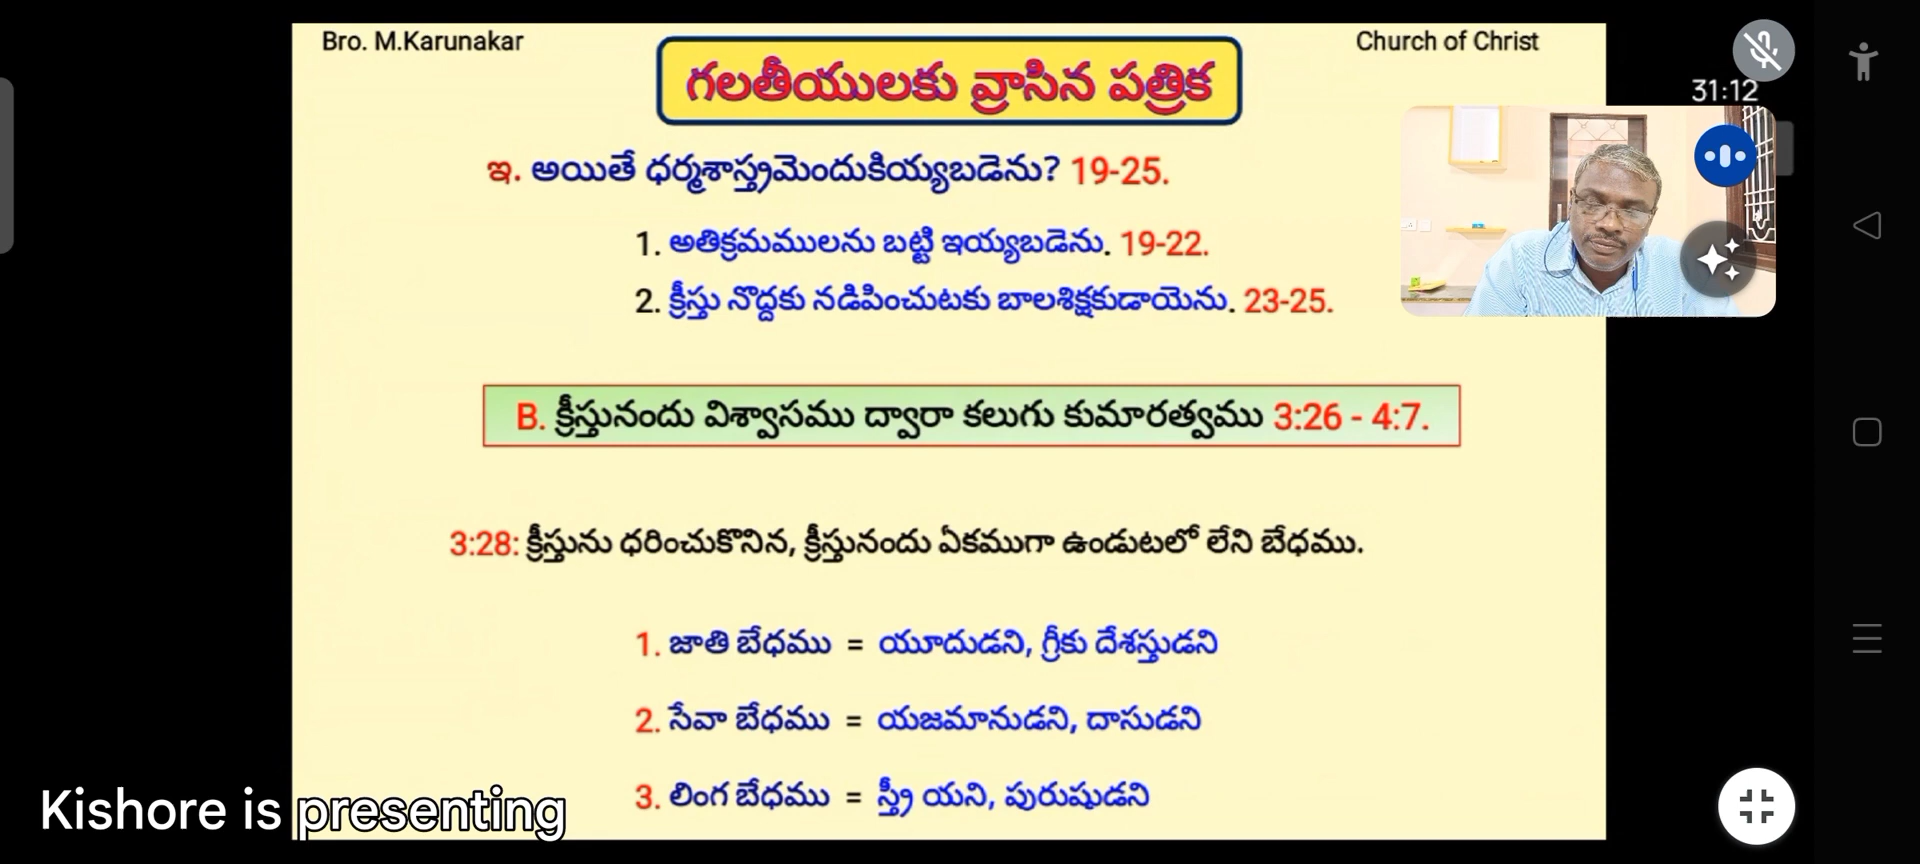 Bro. M.Karunakar
Church of Christ
గలతీయులకు వ్రాసిన పత్రిక
31:12
ఇ. అయితే ధర్మశాస్త్రమెందుకియ్యబడెను? 19-25.
1. అతిక్రమములను బట్టి ఇయ్యబడెను. 19-22.
2. క్రీస్తు నొద్దకు నడిపించుటకు బాలశిక్షకుడాయెను. 23-25.
B. క్రీస్తునందు విశ్వాసము ద్వారా కలుగు కుమారత్వము 3:26 - 4:7.
3:28: క్రీస్తును ధరించుకొనిన, క్రీస్తునందు ఏకముగా ఉండుటలో లేని బేధము.
1. జాతి బేధము = యూదుడని, గ్రీకు దేశస్తుడని
2. సేవా బేధము = యజమానుడని, దాసుడని
3. లింగ బేధము = స్త్రీ యని, పురుషుడని
Kishore is presenting